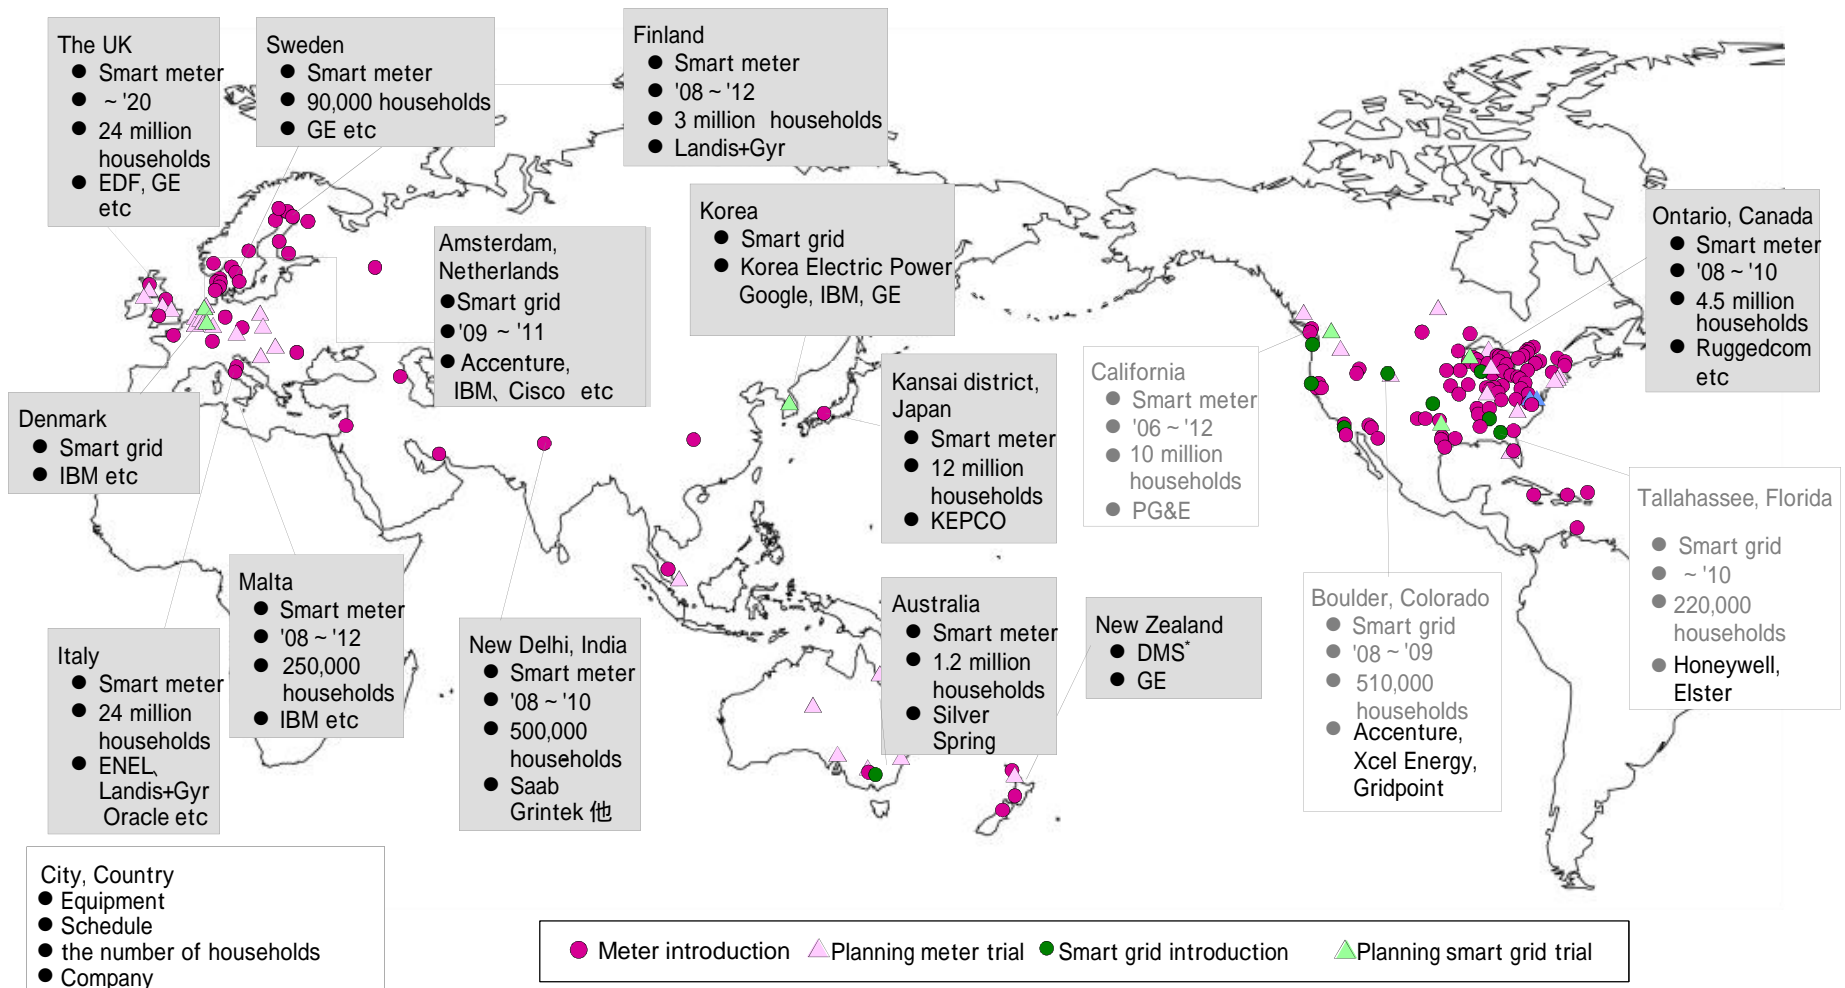 The UK
● Smart meter
● ~ '20
● 24 million
households
● EDF, GE
etc
Sweden
● Smart meter
● 90,000 households
● GE etc
Finland
● Smart meter
● '08 ~ '12
● 3 million households
● Landis+Gyr
Korea
● Smart grid
● Korea Electric Power
Google, IBM, GE
Amsterdam,
Netherlands
● Smart grid
● '09 ~ '11
● Accenture,
IBM、Cisco etc
Ontario, Canada
● Smart meter
● '08 ~ '10
● 4.5 million
households
● Ruggedcom
etc
Denmark
● Smart grid
● IBM etc
Kansai district,
Japan
● Smart meter
● 12 million
households
● KEPCO
California
● Smart meter
● '06 ~ '12
● 10 million
households
● PG&E
Tallahassee, Florida
● Smart grid
● ~ '10
● 220,000
households
● Honeywell,
Elster
Malta
● Smart meter
● '08 ~ '12
● 250,000
households
● IBM etc
Italy
● Smart meter
● 24 million
households
● ENEL、
Landis+Gyr
Oracle etc
New Delhi, India
● Smart meter
● '08 ~ '10
● 500,000
households
● Saab
Grintek 他
Australia
● Smart meter
● 1.2 million
households
● Silver
Spring
New Zealand
● DMS*
● GE
Boulder, Colorado
● Smart grid
● '08 ~ '09
● 510,000
households
● Accenture,
Xcel Energy,
Gridpoint
City, Country
● Equipment
● Schedule
● the number of households
● Company
Meter introduction
Planning meter trial
Smart grid introduction
Planning smart grid trial